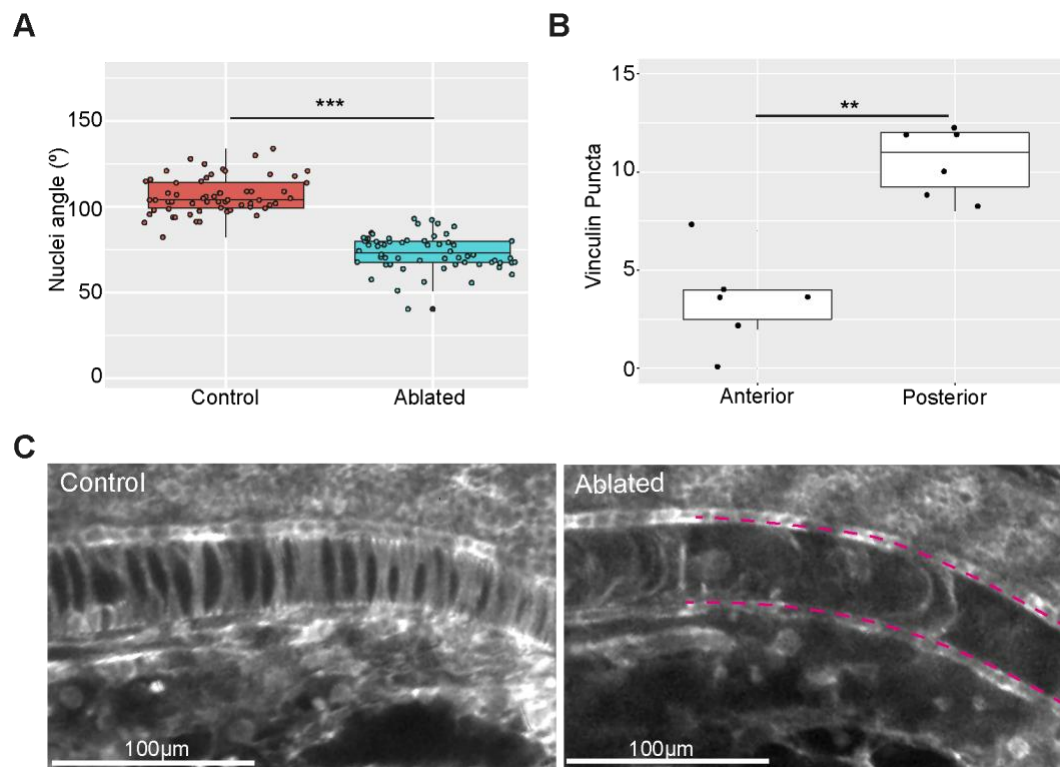 A
Nuclei angle (º)
150
100
50
0
***
Control
Ablated
B
Vinculin Puncta
15
10
5
0
**
Anterior
Posterior
C
Control
100µm
Ablated
100µm